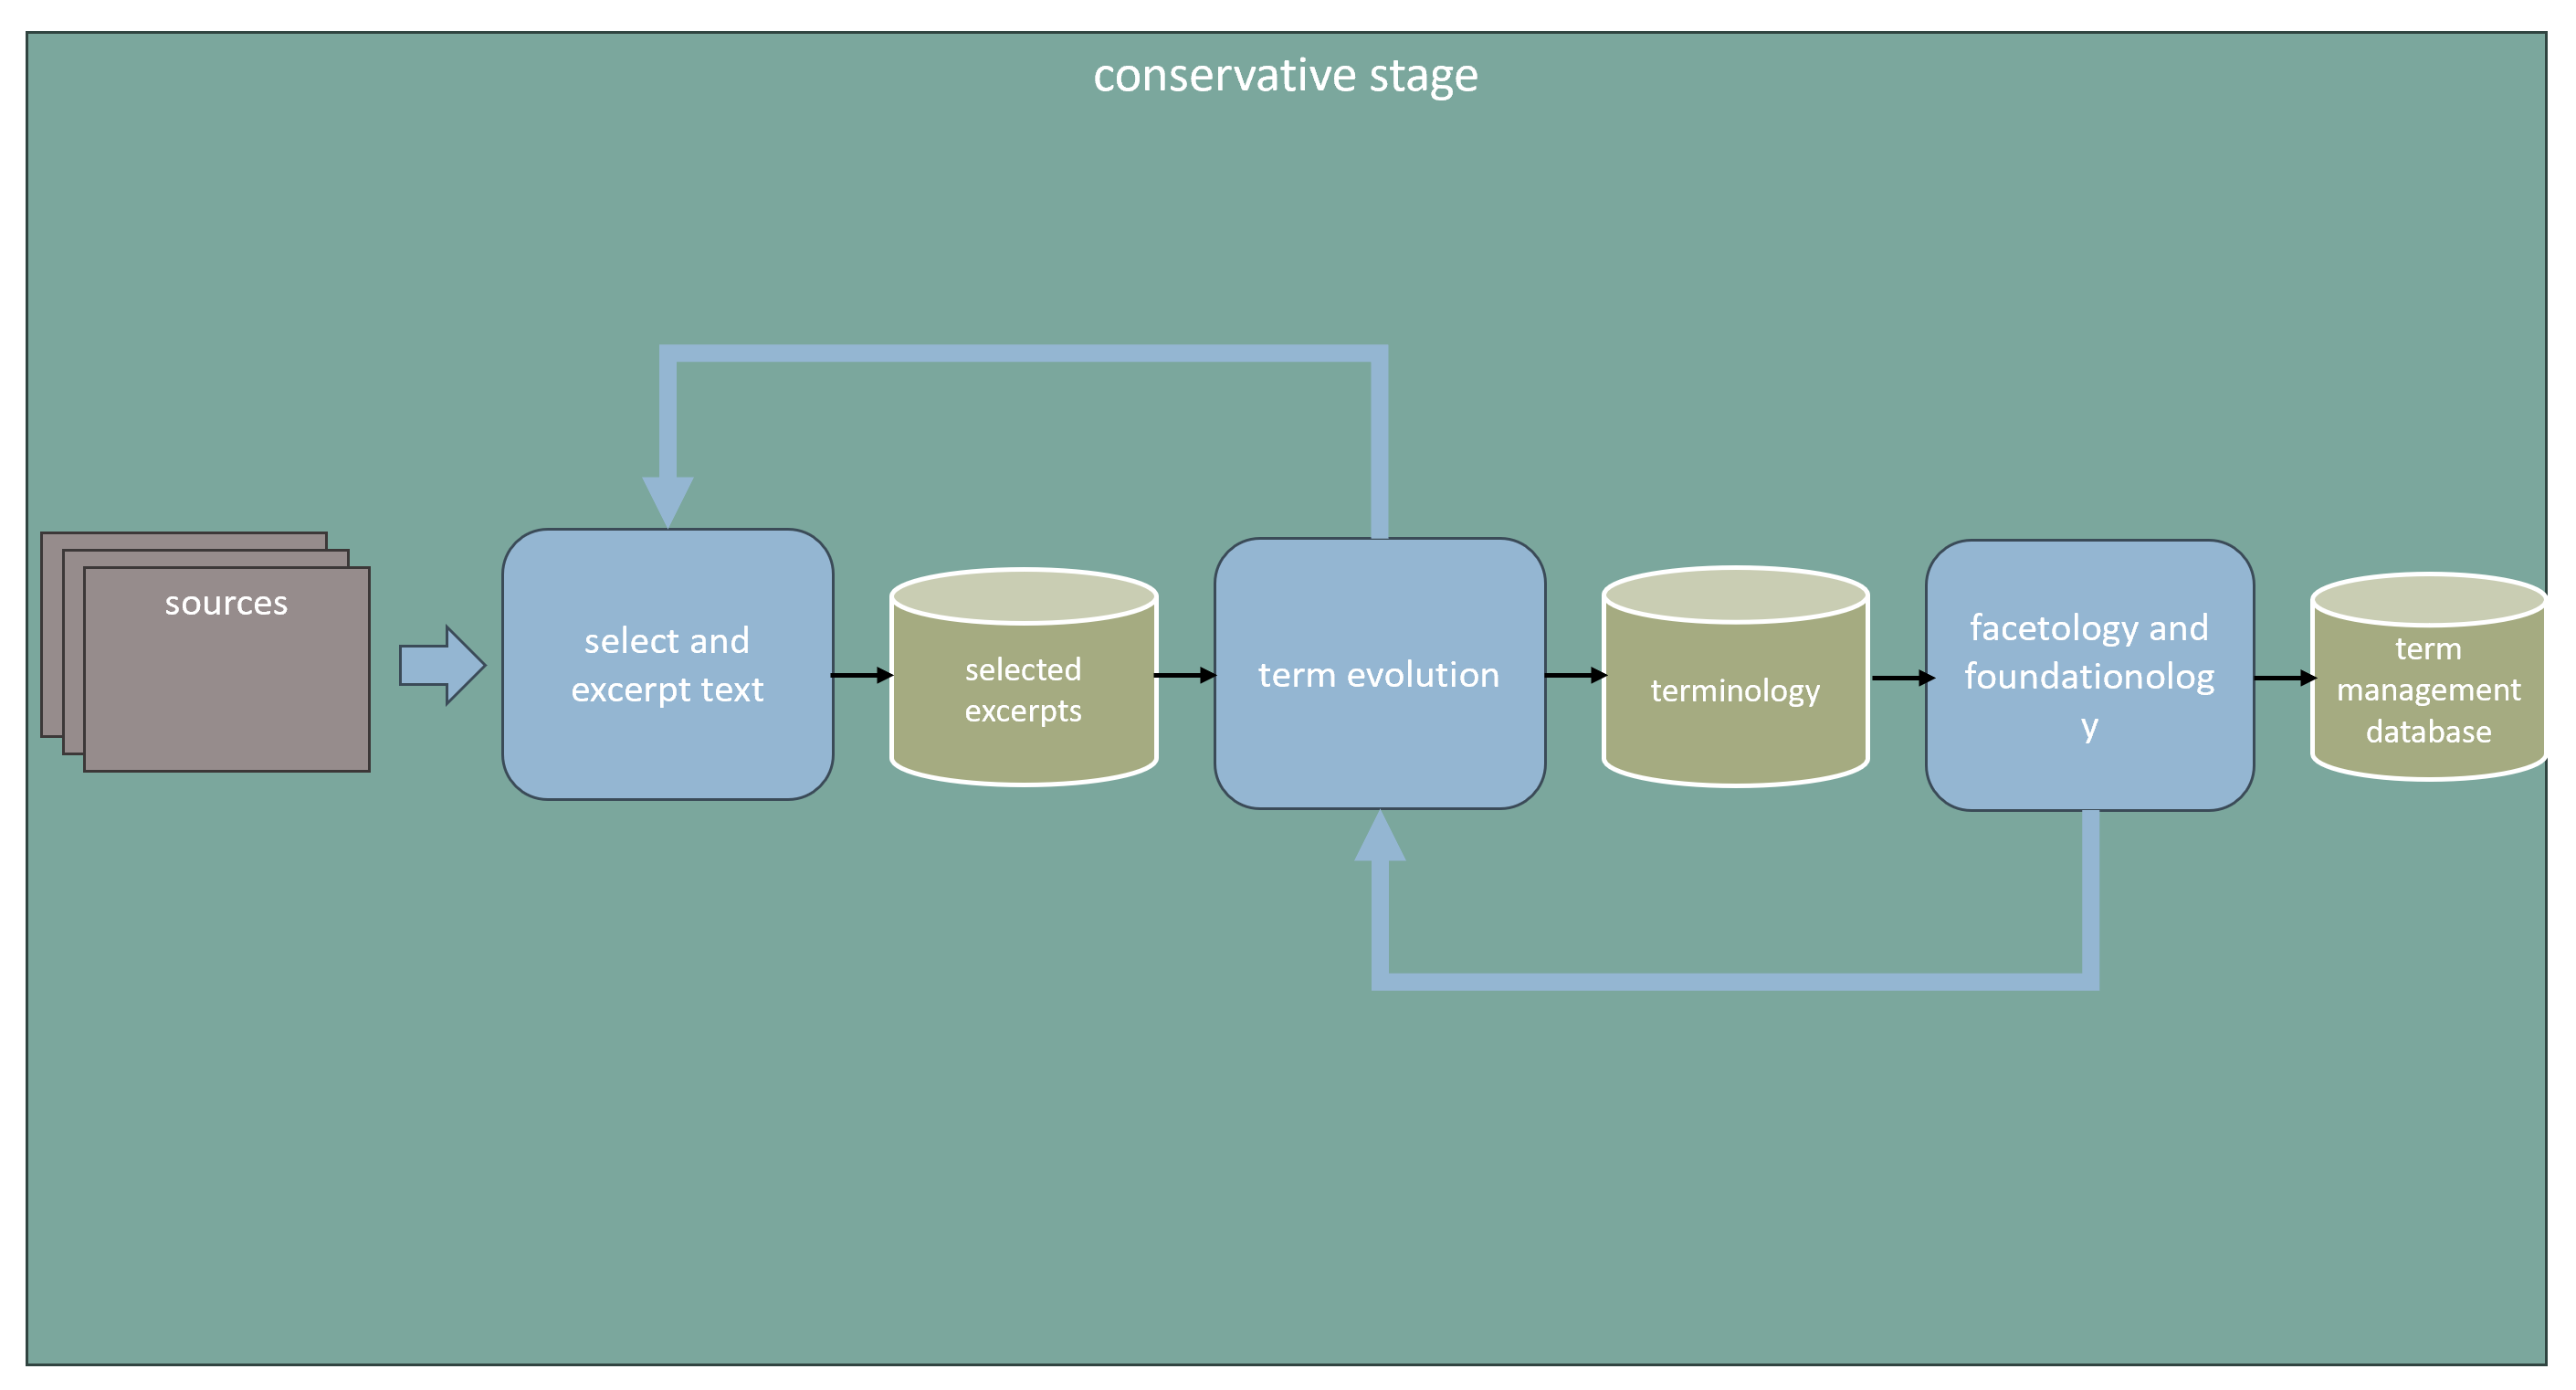 conservative stage
sources
select and
excerpt text
selected
excerpts
term evolution
terminology
facetology and
foundationolog
y
term
management
database